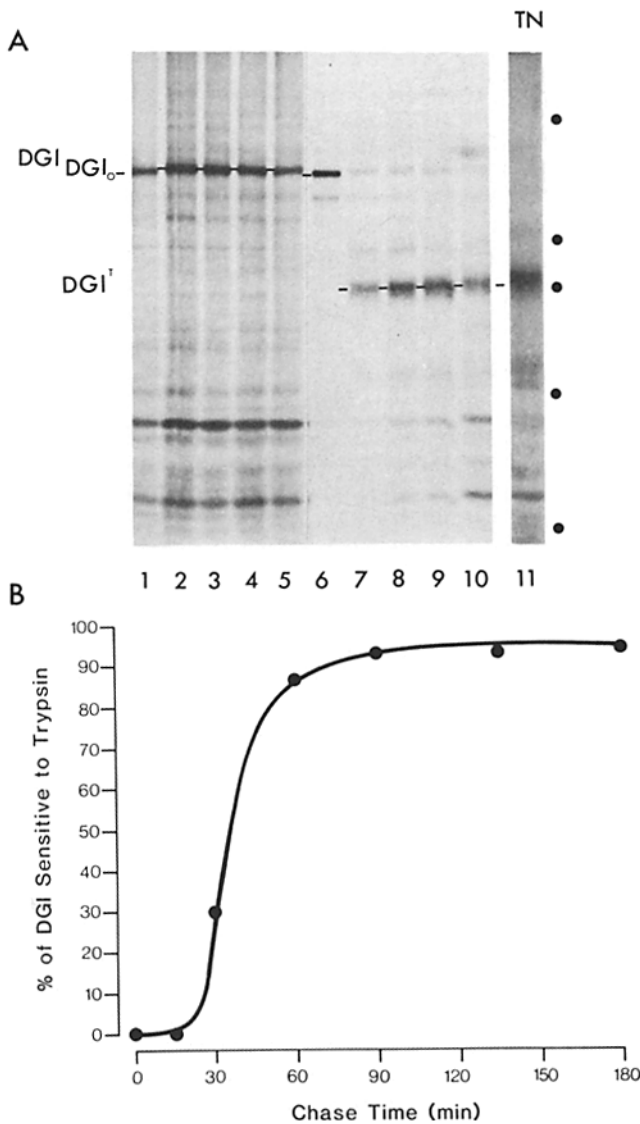 TN
A
DGI DGIo-
DGIT
1 2 3 4 5 6 7 8 9 10 11
B
100
90
80
70
60
50
40
30
20
10
0
% of DGI Sensitive to Trypsin
0 30 60 90 120 150 180
Chase Time (min)